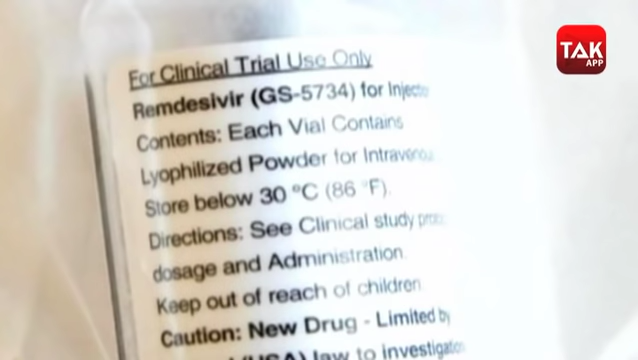 TAK
APP
For Clinical Trial Use Only
Remdesivir (GS-5734) for
Contents: Each Vial Contains
Lyophilized Powder for
Store below 30 °C (86 °F).
Directions: See Clinical study
dosage and Administration.
Keep out of reach of children.
Caution: New Drug - Limited by
law to